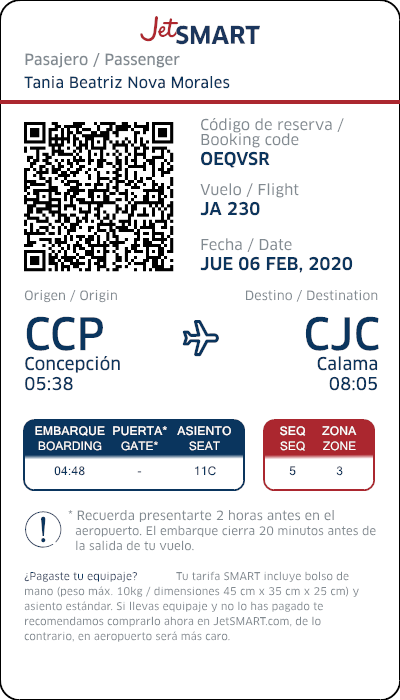 JetSMART
Pasajero / Passenger
Tania Beatriz Nova Morales
Código de reserva /
Booking code
OEQVSR
Vuelo / Flight
JA 230
Fecha / Date
JUE 06 FEB, 2020
Origen / Origin Destino / Destination
CCP CJC
Concepción Calama
05:38 08:05
EMBARQUE PUERTA* ASIENTO SEQ ZONA
BOARDING GATE* SEAT SEQ ZONE
04:48 - 11C 5 3
* Recuerda presentarte 2 horas antes en el
aeropuerto. El embarque cierra 20 minutos antes de
la salida de tu vuelo.
¿Pagaste tu equipaje? Tu tarifa SMART incluye bolso de
mano (peso máx. 10kg / dimensiones 45 cm x 35 cm x 25 cm) y
asiento estándar. Si llevas equipaje y no lo has pagado te
recomendamos comprarlo ahora en JetSMART.com, de lo
contrario, en aeropuerto será más caro.